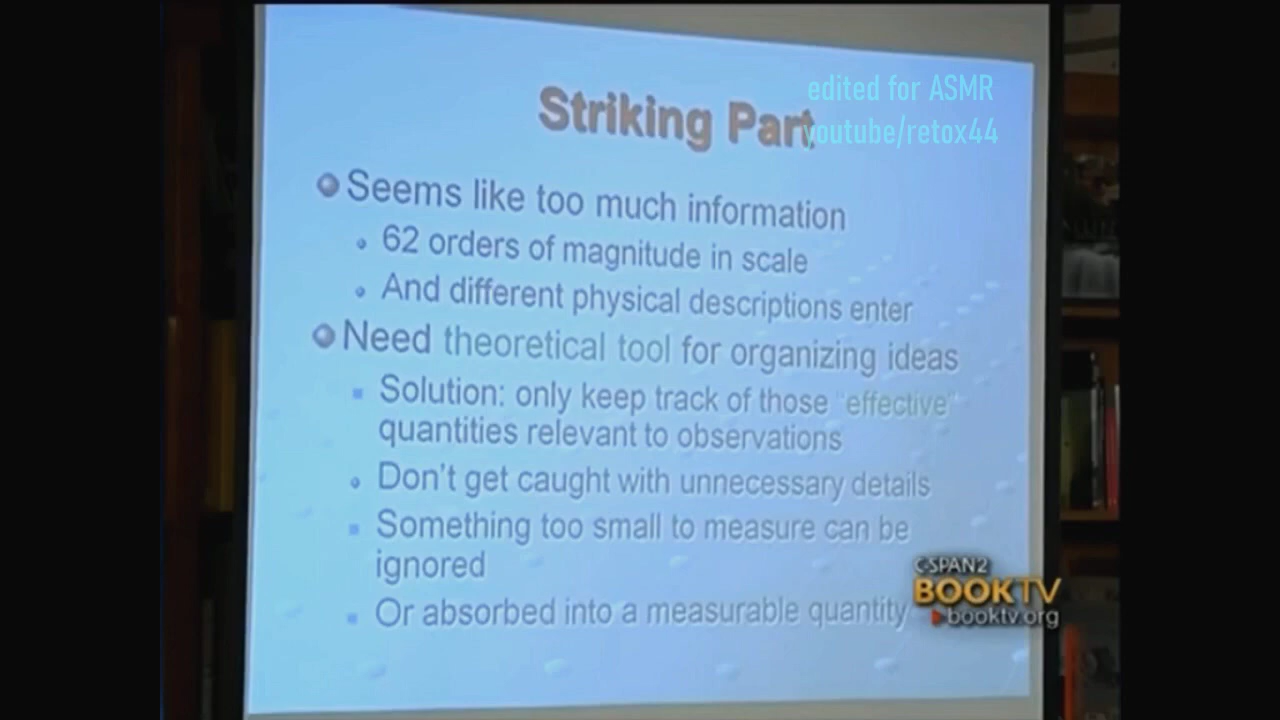 edited for ASMR
youtube/retox44
Striking Part
Seems like too much information
62 orders of magnitude in scale
And different physical descriptions enter
Need theoretical tool for organizing ideas
Solution: only keep track of those "effective"
quantities relevant to observations
Don't get caught with unnecessary details
Something too small to measure can be
ignored
Or absorbed into a measurable quantity
C-SPAN2
BOOKTV
booktv.org